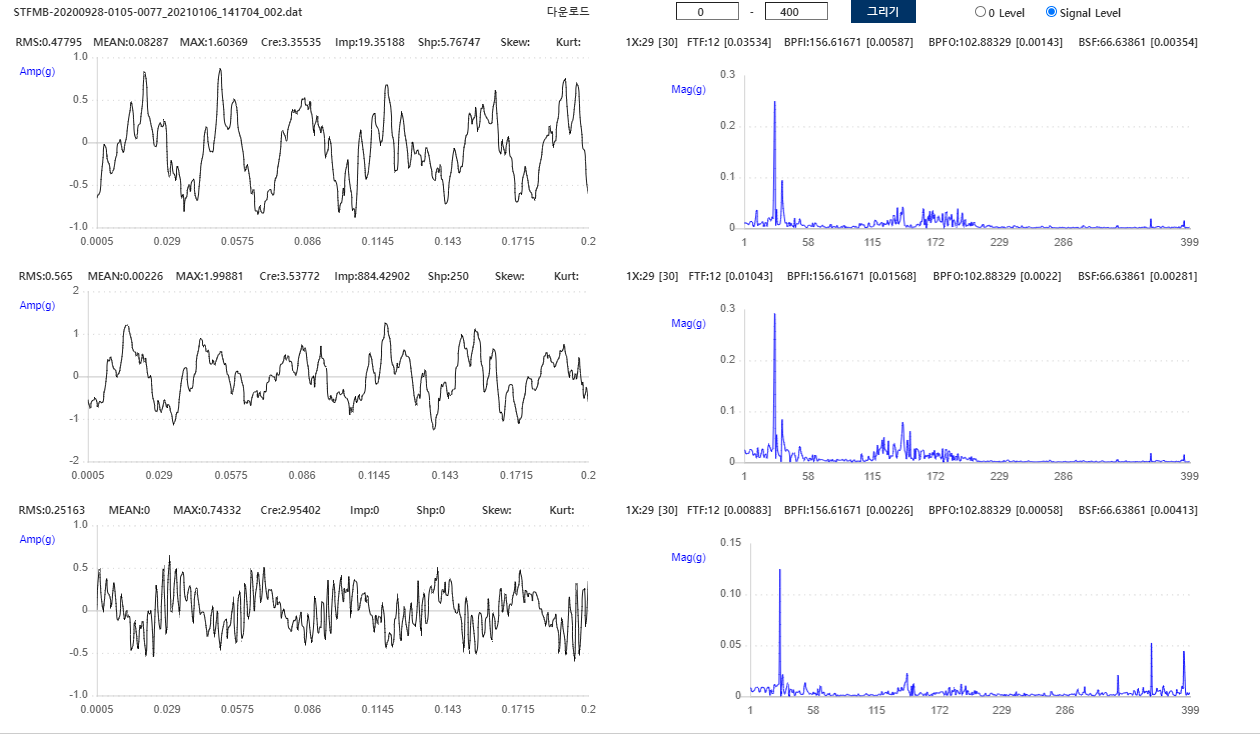 STFMB-20200928-0105-0077_20210106_141704_002.dat 다운로드 0 - 400 그리기 0 Level Signal Level
RMS:0.47795 MEAN:0.08287 MAX:1.60369 Cre:3.35535 Imp:19.35188 Shp:5.76747 Skew: Kurt:
1.0
Amp(g)
0.5
0
-0.5
-1.0
0.0005 0.029 0.0575 0.086 0.1145 0.143 0.1715 0.2
1X:29 [30] FTF:12 [0.03534] BPFI:156.61671 [0.00587] BPFO:102.88329 [0.00143] BSF:66.63861 [0.00354]
0.3
Mag(g)
0.2
0.1
0
1 58 115 172 229 286 399
RMS:0.565 MEAN:0.00226 MAX:1.99881 Cre:3.53772 Imp:884.42902 Shp:250 Skew: Kurt:
2
Amp(g)
1
0
-1
-2
0.0005 0.029 0.0575 0.086 0.1145 0.143 0.1715 0.2
1X:29 [30] FTF:12 [0.01043] BPFI:156.61671 [0.01568] BPFO:102.88329 [0.0022] BSF:66.63861 [0.00281]
0.3
Mag(g)
0.2
0.1
0
1 58 115 172 229 286 399
RMS:0.25163 MEAN:0 MAX:0.74332 Cre:2.95402 Imp:0 Shp:0 Skew: Kurt:
1.0
Amp(g)
0.5
0
-0.5
-1.0
0.0005 0.029 0.0575 0.086 0.1145 0.143 0.1715 0.2
1X:29 [30] FTF:12 [0.00883] BPFI:156.61671 [0.00226] BPFO:102.88329 [0.00058] BSF:66.63861 [0.00413]
0.15
Mag(g)
0.10
0.05
0
1 58 115 172 229 286 399